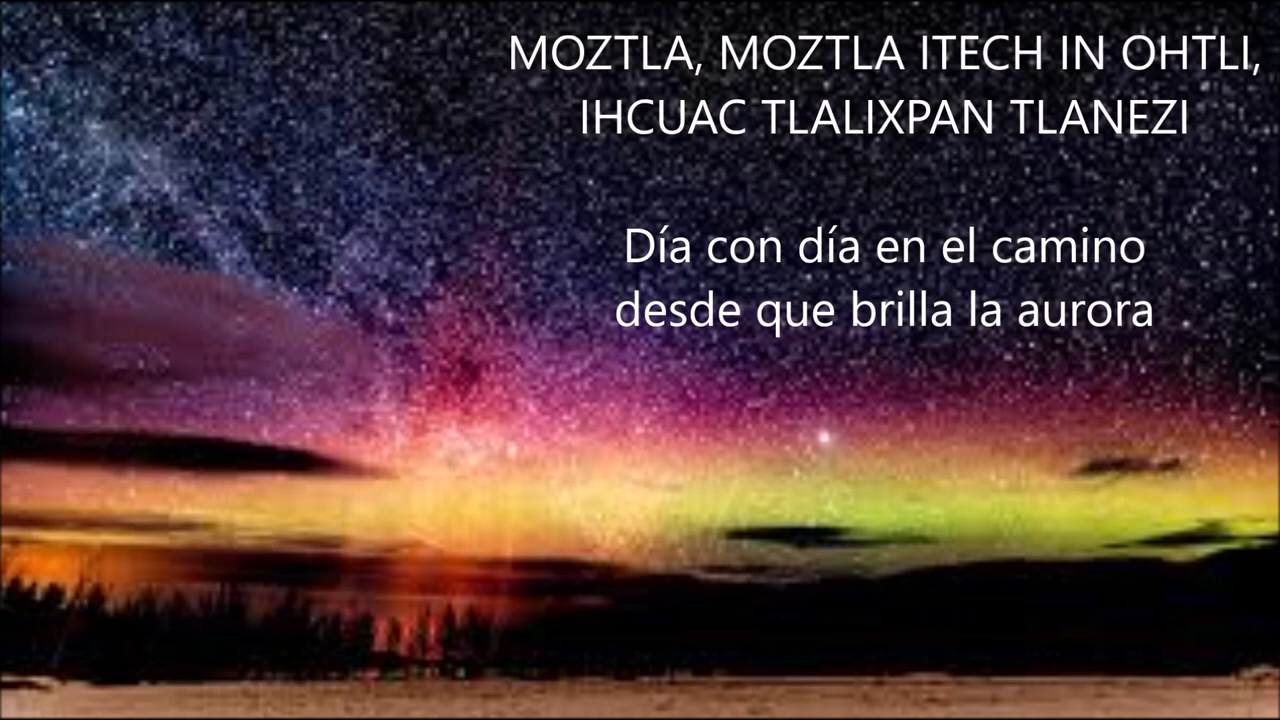 MOZTLA, MOZTLA ITECH IN OHTLI,
IHCUAC TLALIXPAN TLANEZI
Día con día en el camino
desde que brilla la aurora